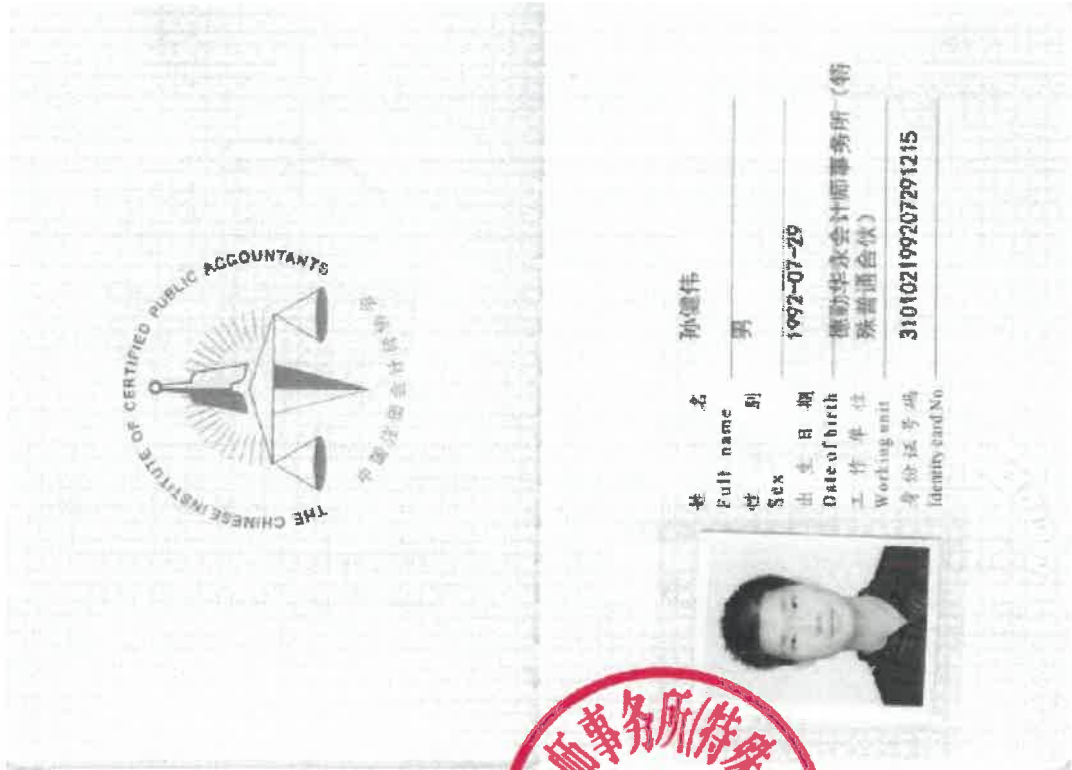 THE CHINESE INSTITUTE OF CERTIFIED PUBLIC ACCOUNTANTS
中国注册会计师协会
姓 名 孙健伟
Full name
性 别 男
Sex
出 生 日 期 1992-07-29
Date of birth
工 作 单 位 德勤华永会计师事务所(特
Working unit 殊普通合伙)
身份证号码 310102199207291215
Identity card No
师事务所(特殊